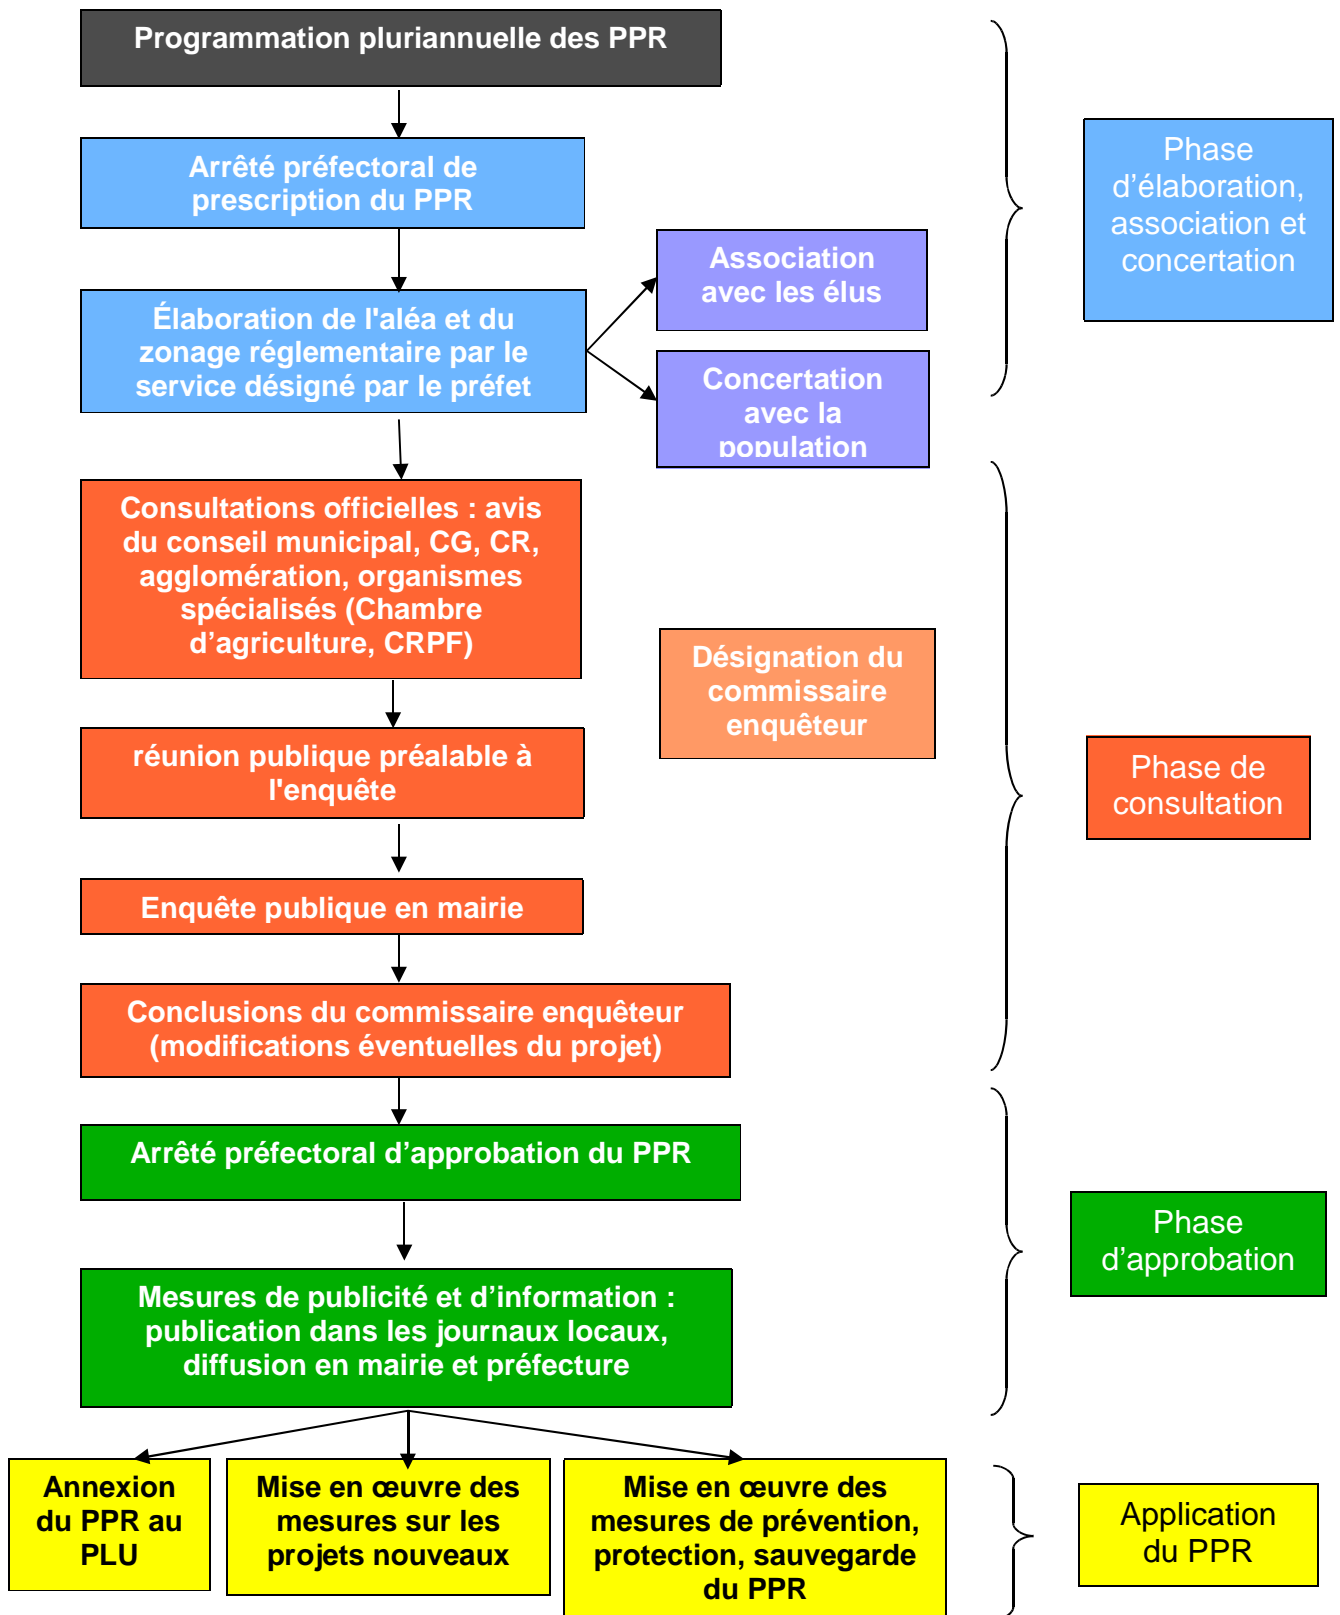 Programmation pluriannuelle des PPR
Arrêté préfectoral de
prescription du PPR
Élaboration de l'aléa et du
zonage réglementaire par le
service désigné par le préfet
Association
avec les élus
Concertation
avec la
population
Phase
d’élaboration,
association et
concertation
Consultations officielles : avis
du conseil municipal, CG, CR,
agglomération, organismes
spécialisés (Chambre
d’agriculture, CRPF)
Désignation du
commissaire
enquêteur
réunion publique préalable à
l'enquête
Enquête publique en mairie
Conclusions du commissaire enquêteur
(modifications éventuelles du projet)
Phase de
consultation
Arrêté préfectoral d’approbation du PPR
Mesures de publicité et d’information :
publication dans les journaux locaux,
diffusion en mairie et préfecture
Phase
d’approbation
Annexion
du PPR au
PLU
Mise en œuvre des
mesures sur les
projets nouveaux
Mise en œuvre des
mesures de prévention,
protection, sauvegarde
du PPR
Application
du PPR